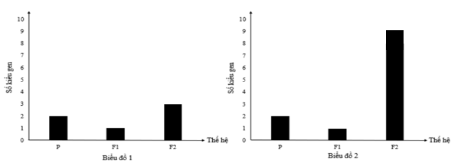 10
9
8
7
6
5
4
3
2
1
0
Số kiểu gen
P
F1
F2
Thế hệ
Biểu đồ 1
10
9
8
7
6
5
4
3
2
1
0
Số kiểu gen
P
F1
F2
Thế hệ
Biểu đồ 2